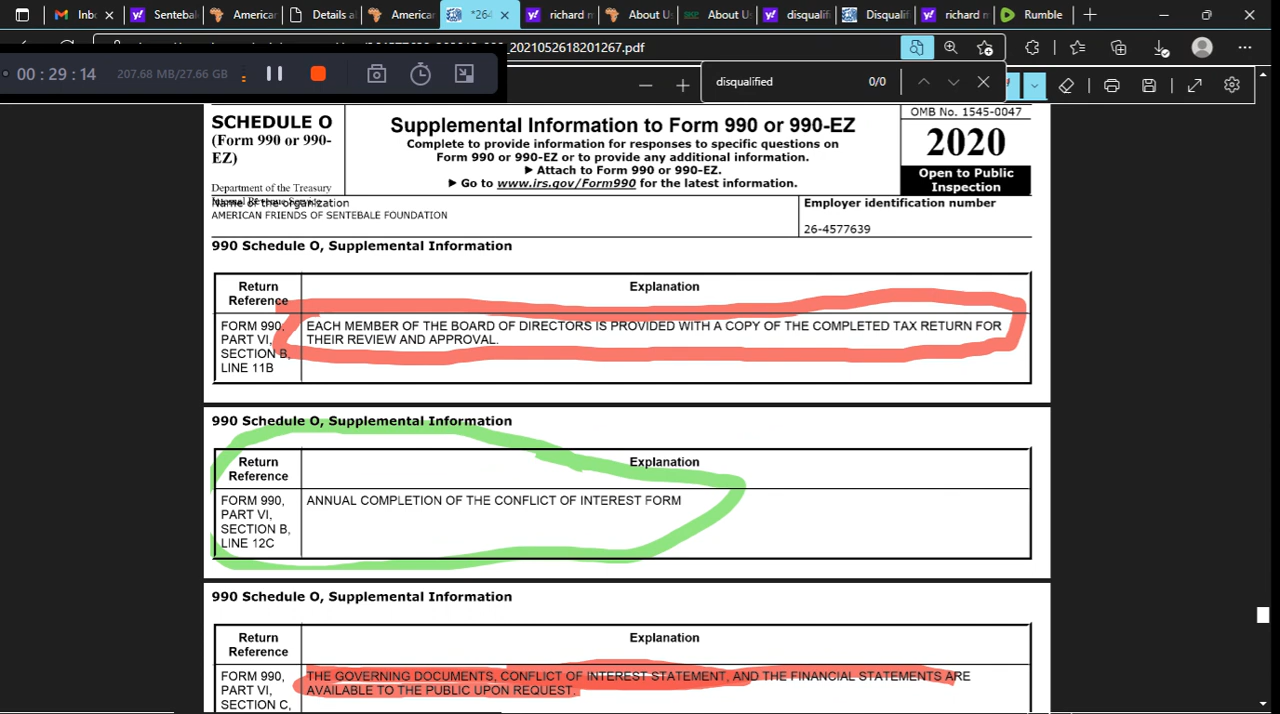 Inb
Sentebal
American
Details a
American
*264
richard m
About Us
About Us
disqualifi
Disqualif
richard m
Rumble
_2021052618201267.pdf
00:29:14
207.68 MB/27.66 GB
disqualified
0/0
SCHEDULE O
(Form 990 or 990-
EZ)
Department of the Treasury
Supplemental Information to Form 990 or 990-EZ
Complete to provide information for responses to specific questions on
Form 990 or 990-EZ or to provide any additional information.
► Attach to Form 990 or 990-EZ.
► Go to www.irs.gov/Form990 for the latest information.
OMB No. 1545-0047
2020
Open to Public
Inspection
Internal Revenue Service
Name of the organization
AMERICAN FRIENDS OF SENTEBALE FOUNDATION
Employer identification number
26-4577639
990 Schedule O, Supplemental Information
Return
Reference
Explanation
FORM 990,
PART VI,
SECTION B,
LINE 11B
EACH MEMBER OF THE BOARD OF DIRECTORS IS PROVIDED WITH A COPY OF THE COMPLETED TAX RETURN FOR
THEIR REVIEW AND APPROVAL.
990 Schedule O, Supplemental Information
Return
Reference
Explanation
FORM 990,
PART VI,
SECTION B,
LINE 12C
ANNUAL COMPLETION OF THE CONFLICT OF INTEREST FORM
990 Schedule O, Supplemental Information
Return
Reference
Explanation
FORM 990,
PART VI,
SECTION C,
THE GOVERNING DOCUMENTS, CONFLICT OF INTEREST STATEMENT, AND THE FINANCIAL STATEMENTS ARE
AVAILABLE TO THE PUBLIC UPON REQUEST.